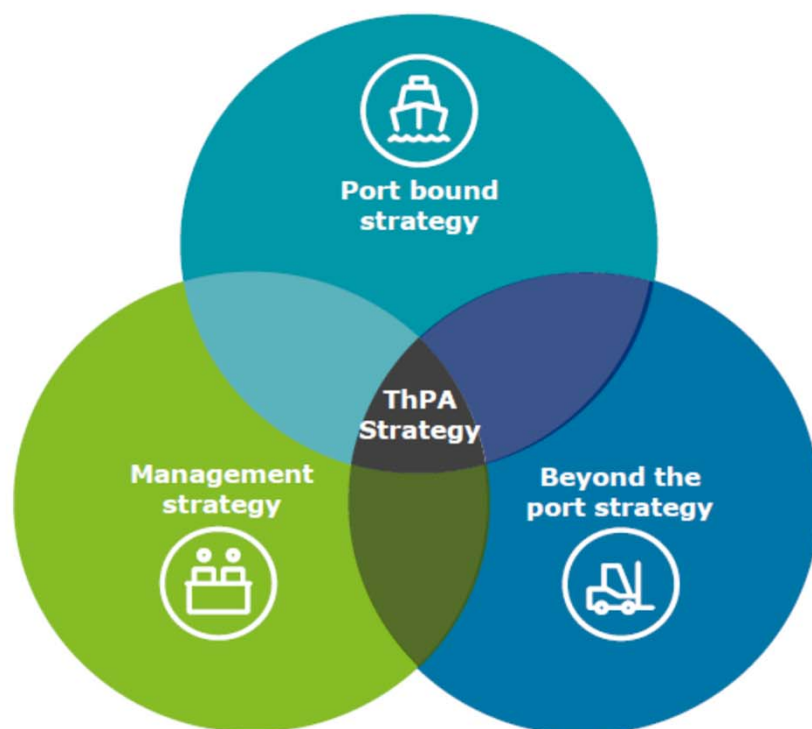 Port bound
strategy
ThPA
Strategy
Management
strategy
Beyond the
port strategy